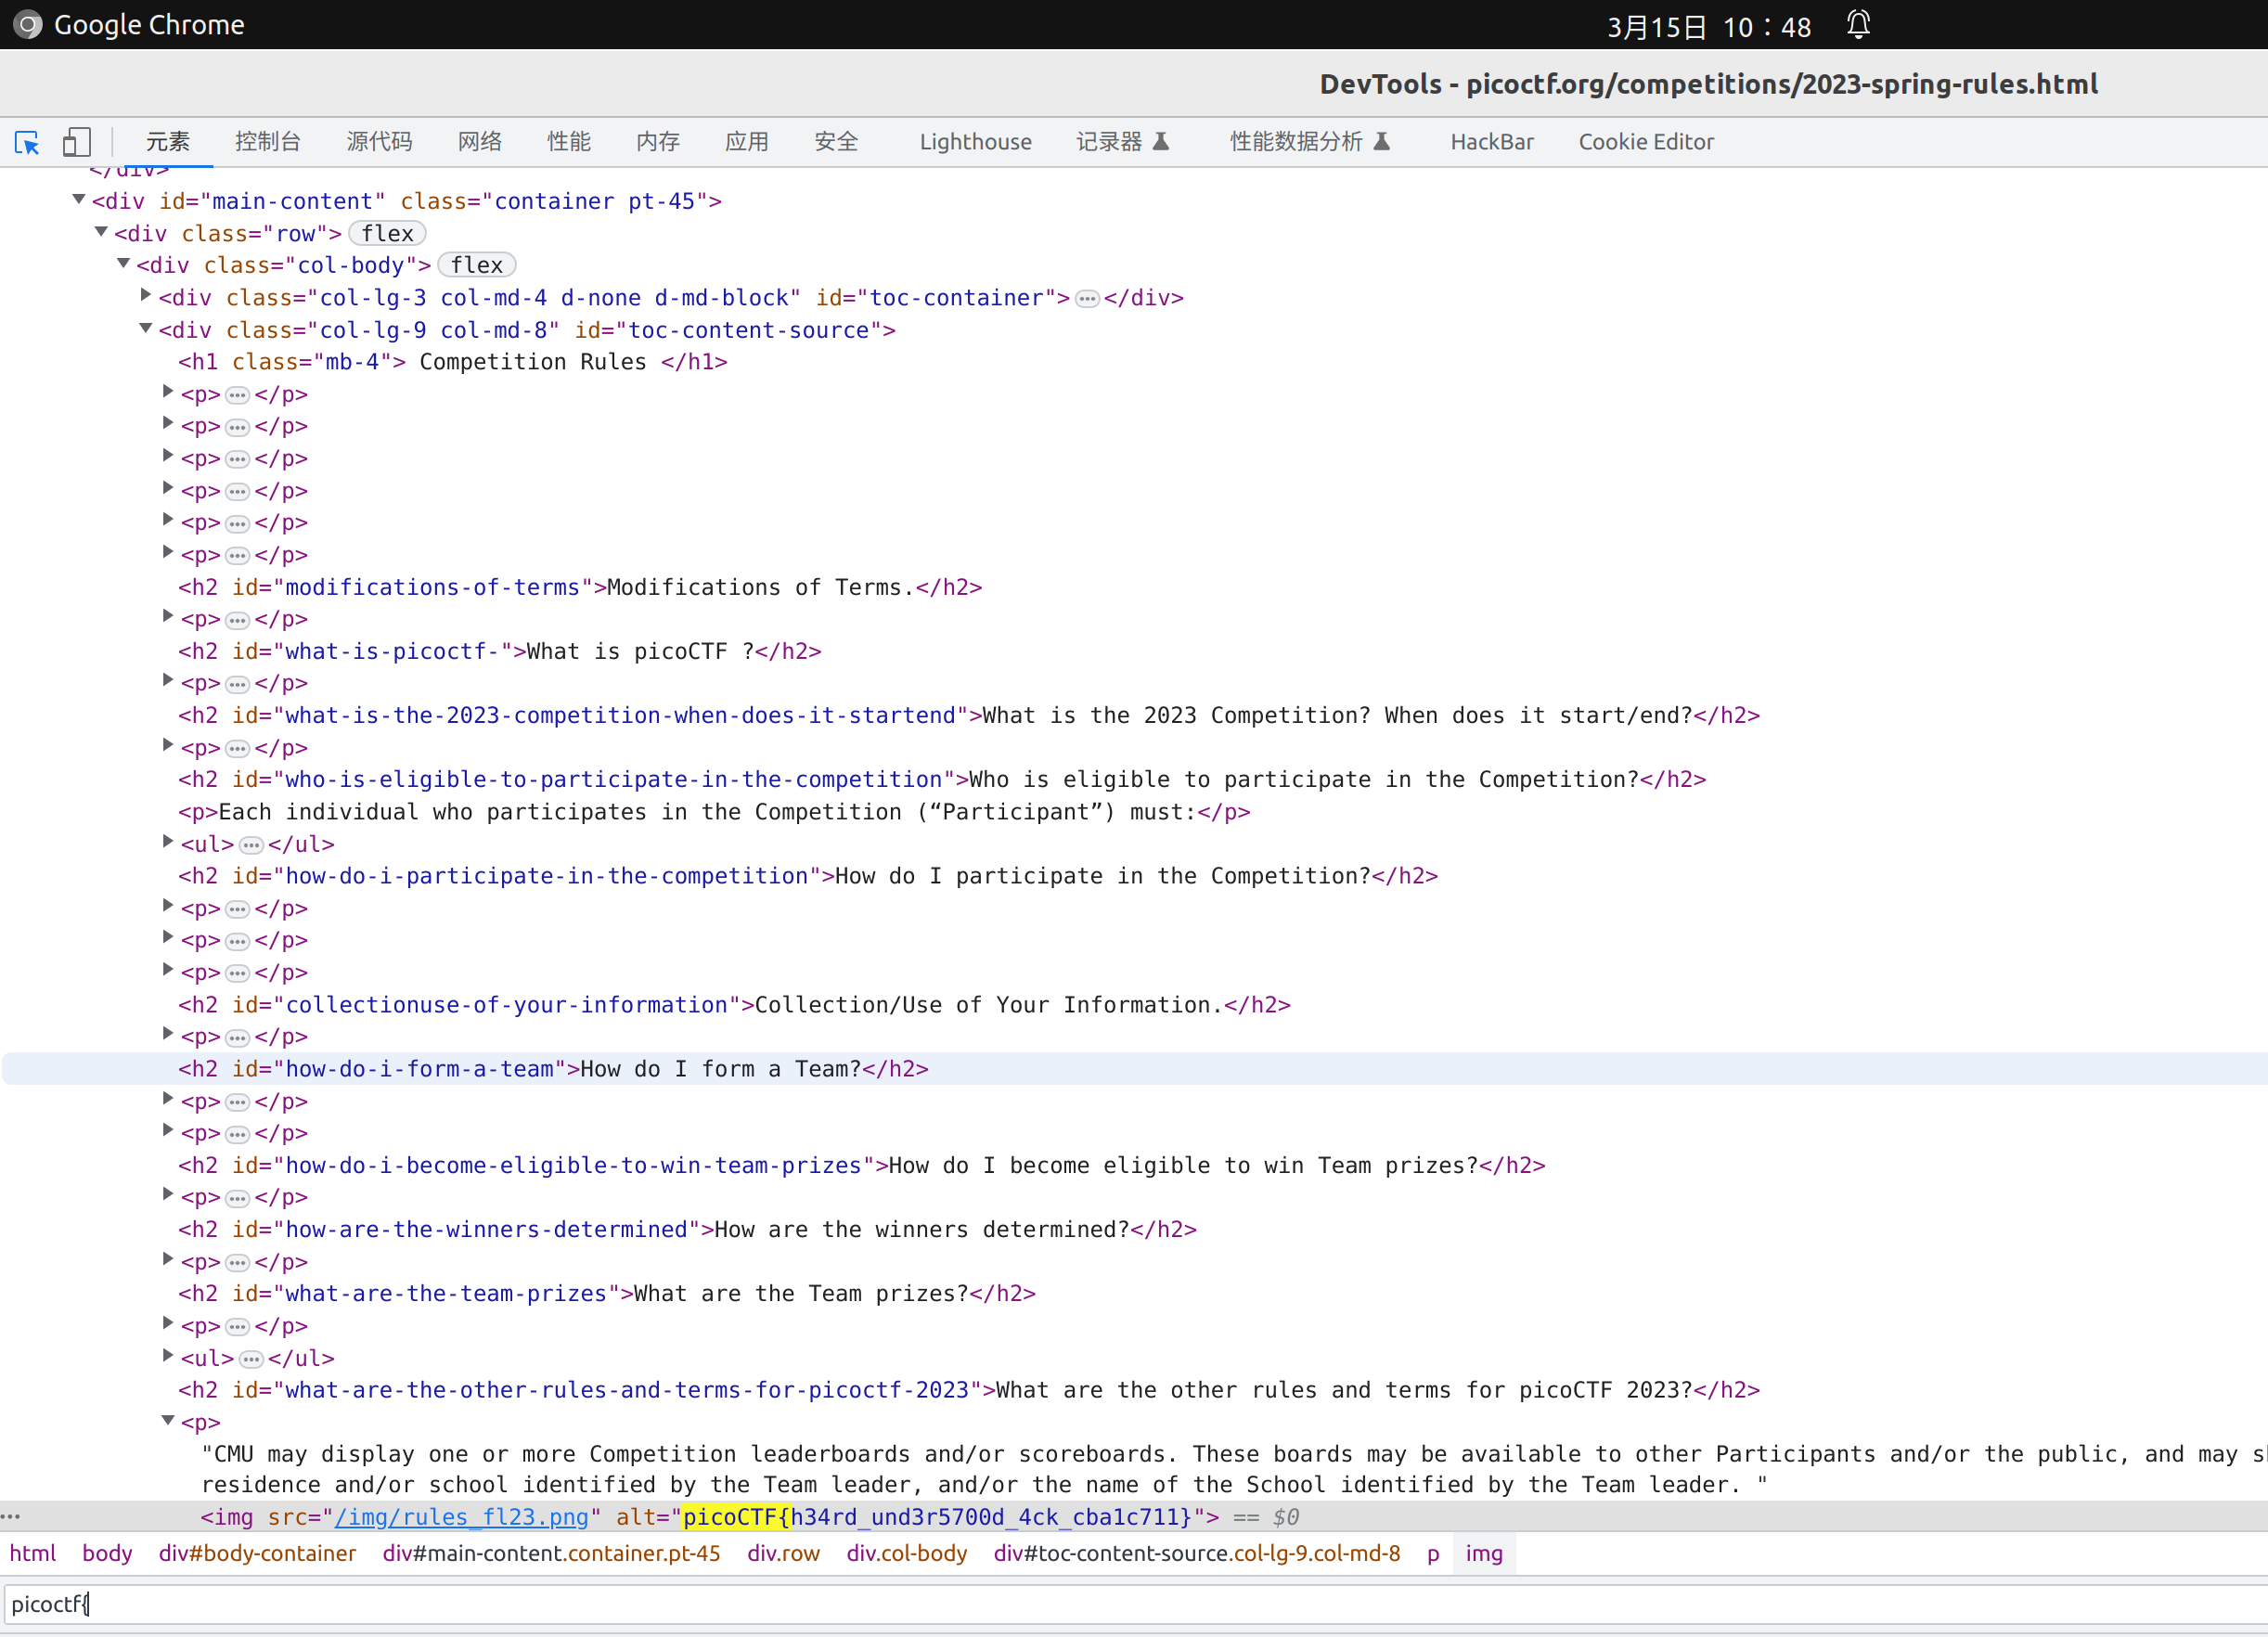 Google Chrome
3月15日 10：48
DevTools - picoctf.org/competitions/2023-spring-rules.html
元素 控制台 源代码 网络 性能 内存 应用 安全 Lighthouse 记录器 性能数据分析 HackBar Cookie Editor
</div>
<div id="main-content" class="container pt-45">
<div class="row"> flex
<div class="col-body"> flex
<div class="col-lg-3 col-md-4 d-none d-md-block" id="toc-container"> ⋯ </div>
<div class="col-lg-9 col-md-8" id="toc-content-source">
<h1 class="mb-4"> Competition Rules </h1>
<p> ⋯ </p>
<p> ⋯ </p>
<p> ⋯ </p>
<p> ⋯ </p>
<p> ⋯ </p>
<p> ⋯ </p>
<h2 id="modifications-of-terms">Modifications of Terms.</h2>
<p> ⋯ </p>
<h2 id="what-is-picoctf-">What is picoCTF ?</h2>
<p> ⋯ </p>
<h2 id="what-is-the-2023-competition-when-does-it-startend">What is the 2023 Competition? When does it start/end?</h2>
<p> ⋯ </p>
<h2 id="who-is-eligible-to-participate-in-the-competition">Who is eligible to participate in the Competition?</h2>
<p>Each individual who participates in the Competition (“Participant”) must:</p>
<ul> ⋯ </ul>
<h2 id="how-do-i-participate-in-the-competition">How do I participate in the Competition?</h2>
<p> ⋯ </p>
<p> ⋯ </p>
<p> ⋯ </p>
<h2 id="collectionuse-of-your-information">Collection/Use of Your Information.</h2>
<p> ⋯ </p>
<h2 id="how-do-i-form-a-team">How do I form a Team?</h2>
<p> ⋯ </p>
<p> ⋯ </p>
<h2 id="how-do-i-become-eligible-to-win-team-prizes">How do I become eligible to win Team prizes?</h2>
<p> ⋯ </p>
<h2 id="how-are-the-winners-determined">How are the winners determined?</h2>
<p> ⋯ </p>
<h2 id="what-are-the-team-prizes">What are the Team prizes?</h2>
<p> ⋯ </p>
<ul> ⋯ </ul>
<h2 id="what-are-the-other-rules-and-terms-for-picoctf-2023">What are the other rules and terms for picoCTF 2023?</h2>
<p>
"CMU may display one or more Competition leaderboards and/or scoreboards. These boards may be available to other Participants and/or the public, and may
residence and/or school identified by the Team leader, and/or the name of the School identified by the Team leader. "
<img src="/img/rules_fl23.png" alt="picoCTF{h34rd_und3r5700d_4ck_cba1c711}"> == $0
html body div#body-container div#main-content.container.pt-45 div.row div.col-body div#toc-content-source.col-lg-9.col-md-8 p img
picoctf{